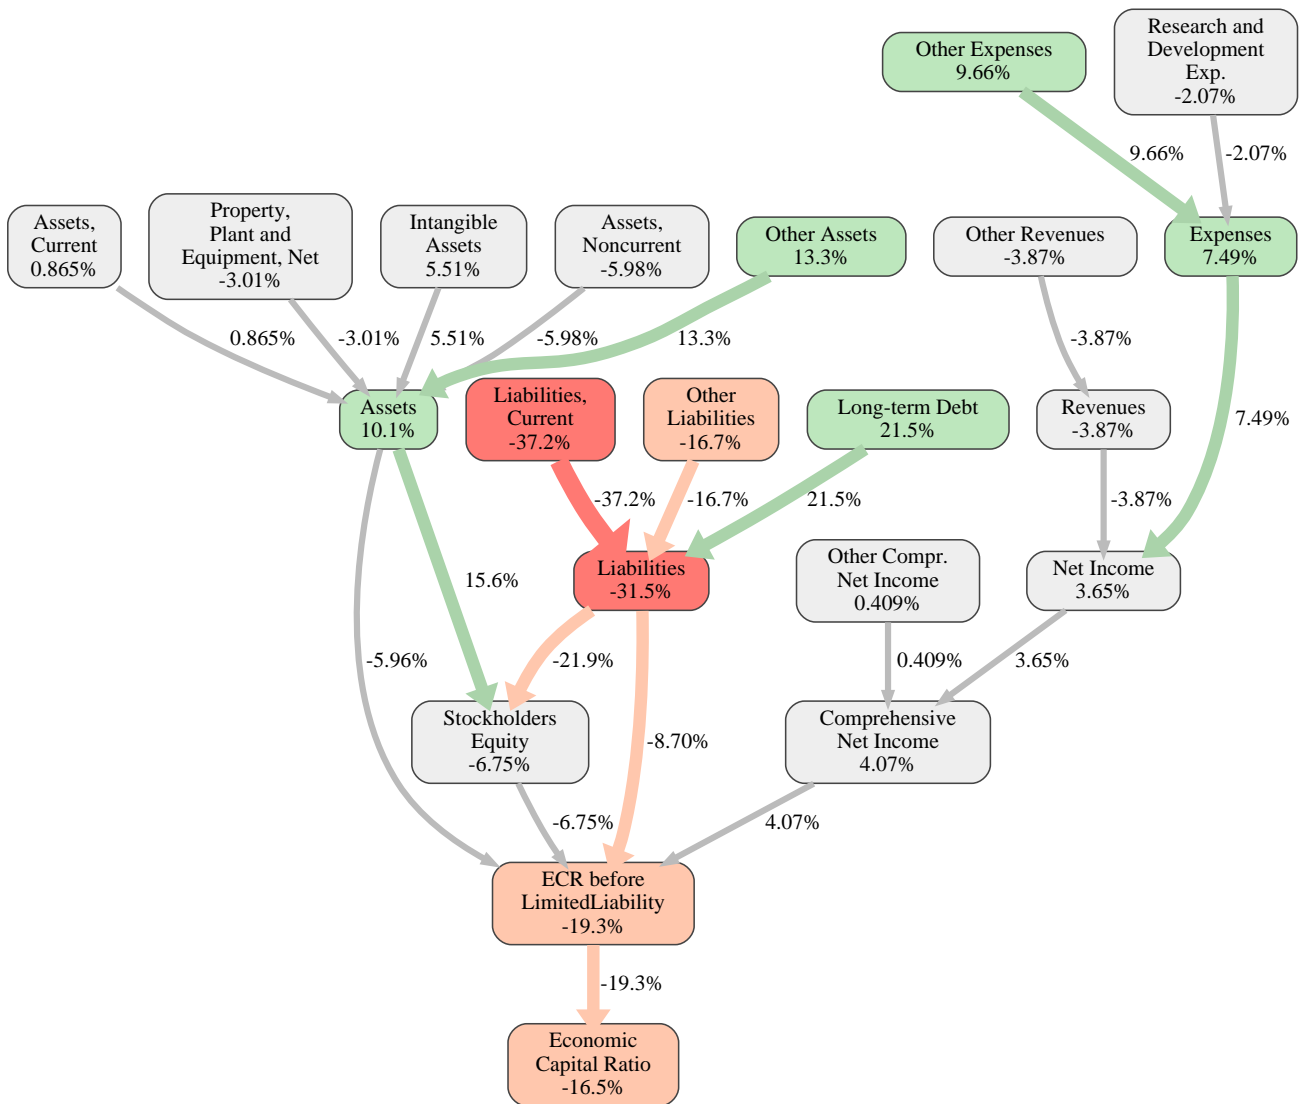 Research and
Development
Exp.
-2.07%
Other Expenses
9.66%
9.66%
-2.07%
Assets,
Current
0.865%
Property,
Plant and
Equipment, Net
-3.01%
Intangible
Assets
5.51%
Assets,
Noncurrent
-5.98%
Other Assets
13.3%
Other Revenues
-3.87%
Expenses
7.49%
0.865%
-3.01%
5.51%
-5.98%
13.3%
-3.87%
7.49%
Assets
10.1%
Liabilities,
Current
-37.2%
Other
Liabilities
-16.7%
Long-term Debt
21.5%
Revenues
-3.87%
-37.2%
-16.7%
21.5%
-3.87%
Liabilities
-31.5%
Other Compr.
Net Income
0.409%
Net Income
3.65%
15.6%
-5.96%
-21.9%
0.409%
3.65%
Stockholders
Equity
-6.75%
-8.70%
Comprehensive
Net Income
4.07%
-6.75%
4.07%
ECR before
LimitedLiability
-19.3%
-19.3%
Economic
Capital Ratio
-16.5%